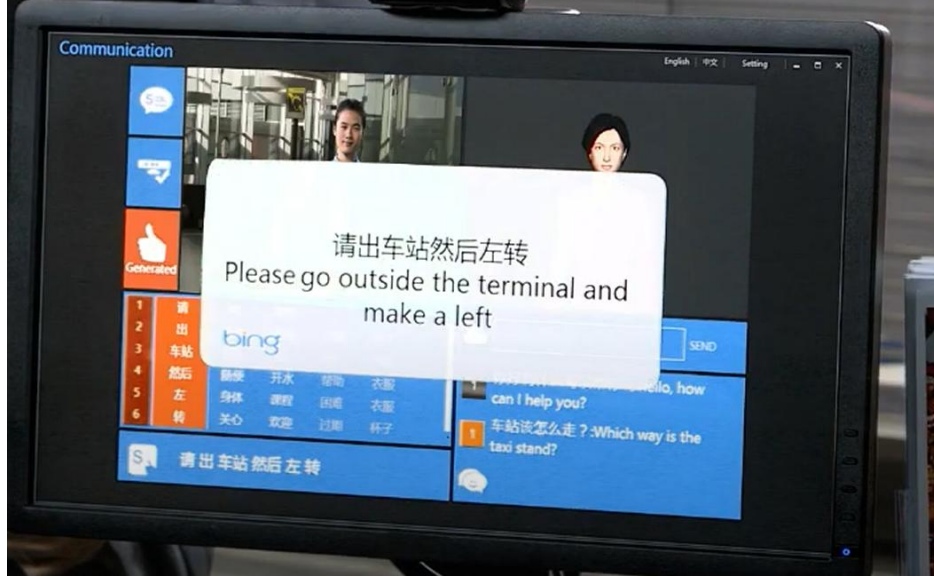 Communication
English 中文 Setting
请出车站然后左转
Please go outside the terminal and
make a left
bing
Generated
1 请
2 出
3 车站
4 然后
5 左
6 转
开水 帮助 衣服
身体 课程 困难 衣服
关心 欢迎 过期 杯子
S 请出车站然后左转
SEND
hello, how
can I help you?
车站该怎么走？:Which way is the
taxi stand?